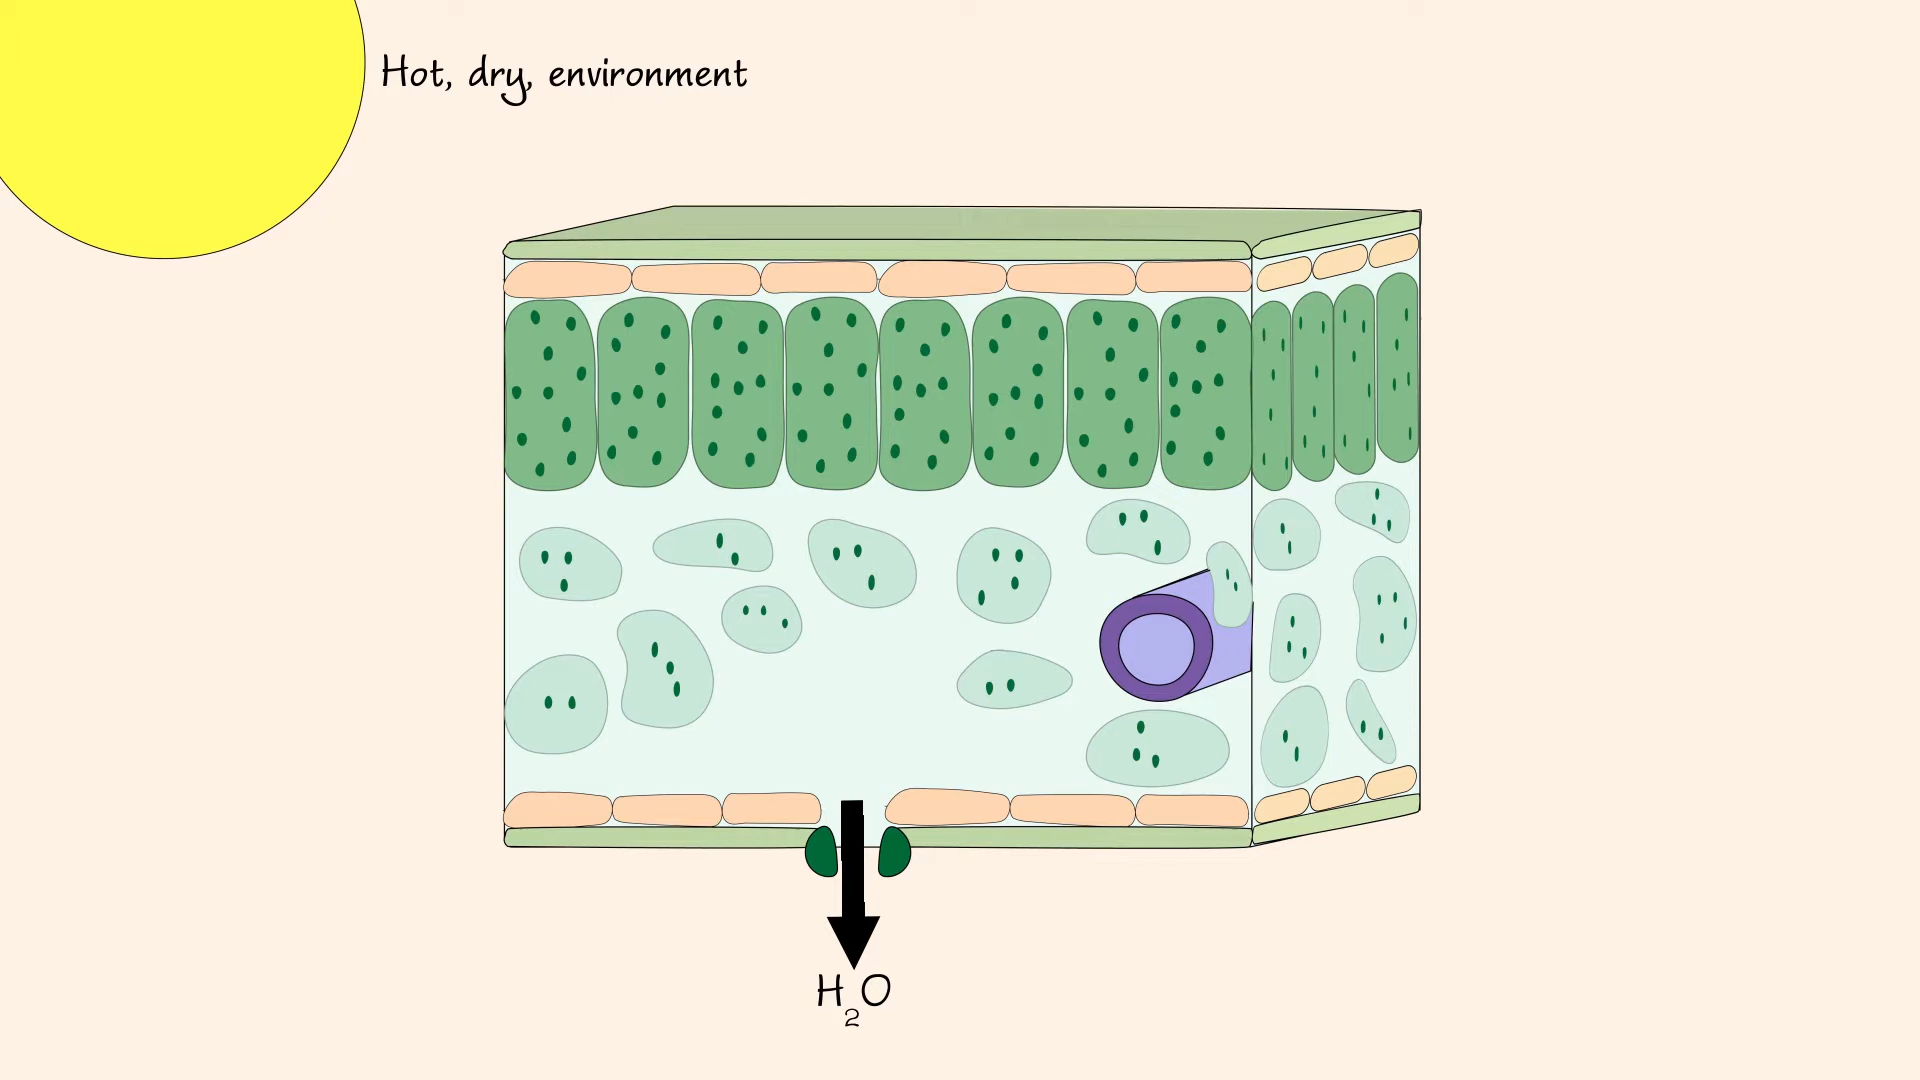 Hot, dry, environment
H₂O